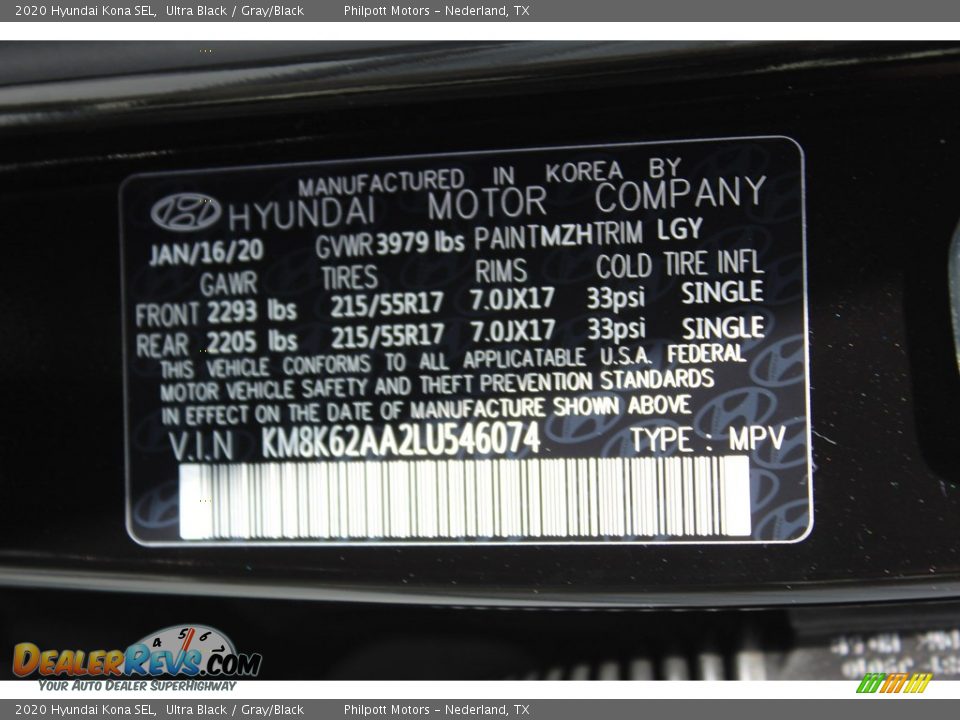 2020 Hyundai Kona SEL, Ultra Black / Gray/Black Philpott Motors - Nederland, TX
MANUFACTURED IN KOREA BY
HYUNDAI MOTOR COMPANY
JAN/16/20 GVWR 3979 lbs PAINT MZH TRIM LGY
GAWR TIRES RIMS COLD TIRE INFL
FRONT 2293 lbs 215/55R17 7.0JX17 33psi SINGLE
REAR 2205 lbs 215/55R17 7.0JX17 33psi SINGLE
THIS VEHICLE CONFORMS TO ALL APPLICATABLE U.S.A. FEDERAL
MOTOR VEHICLE SAFETY AND THEFT PREVENTION STANDARDS
IN EFFECT ON THE DATE OF MANUFACTURE SHOWN ABOVE
V.I.N KM8K62AA2LU546074 TYPE : MPV
4 5 6
DEALERREVS.COM
YOUR AUTO DEALER SUPERHIGHWAY
2020 Hyundai Kona SEL, Ultra Black / Gray/Black Philpott Motors - Nederland, TX